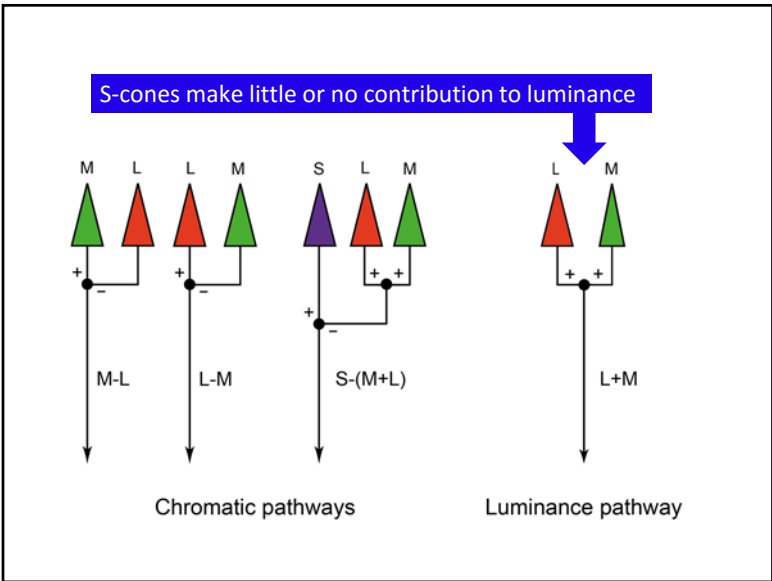 S-cones make little or no contribution to luminance
M L L M S L M L M
+ - + - + + + +
+ -
M-L L-M S-(M+L) L+M
Chromatic pathways Luminance pathway